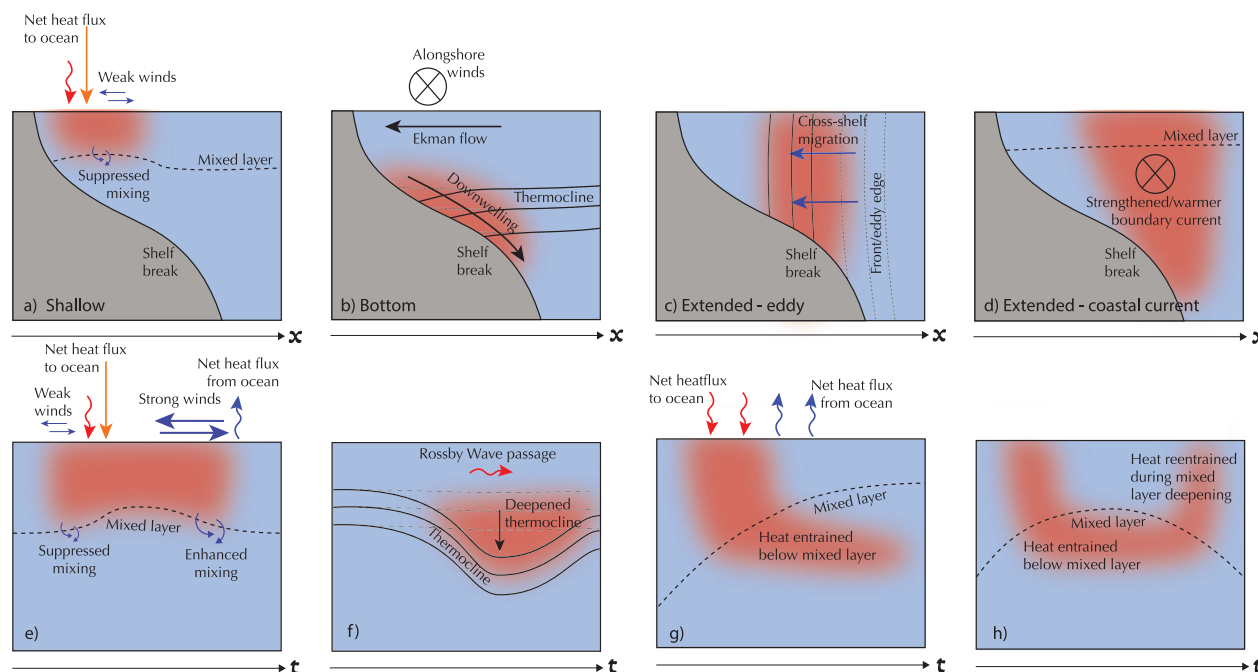 Net heat flux
to ocean
Weak winds
Mixed layer
Suppressed
mixing
Shelf
break
a) Shallow
x
Alongshore
winds
Ekman flow
Downwelling
Thermocline
Shelf
break
b) Bottom
x
Cross-shelf
migration
Front/eddy edge
Shelf
break
c) Extended - eddy
x
Mixed layer
Strengthened/warmer
boundary current
Shelf
break
d) Extended - coastal current
x
Net heat flux
to ocean
Weak
winds
Strong winds
Net heat flux
from ocean
Mixed layer
Suppressed
mixing
Enhanced
mixing
e)
t
Rossby Wave passage
Deepened
thermocline
Thermocline
f)
t
Net heatflux
to ocean
Net heat flux
from ocean
Mixed layer
Heat entrained
below mixed layer
g)
t
Heat reentrained
during mixed
layer deepening
Mixed layer
Heat entrained
below mixed layer
h)
t